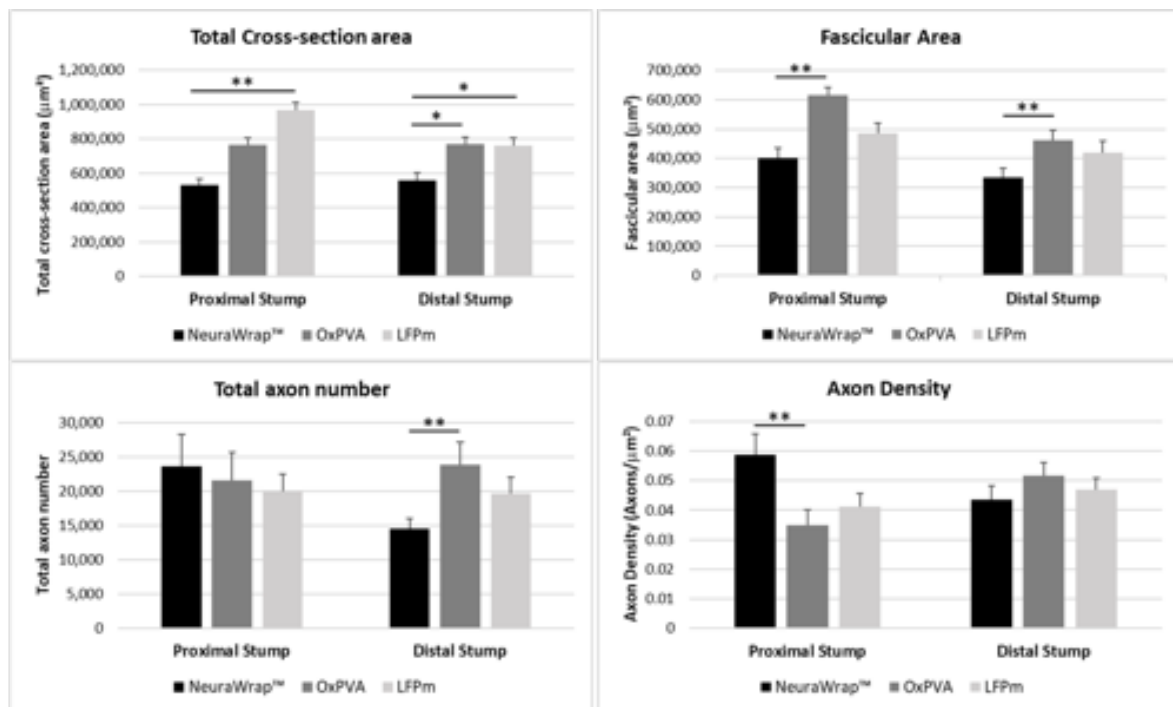 Total Cross-section area
Total cross-section area (µm²)
1,200,000
1,000,000
800,000
600,000
400,000
200,000
0
**
*
*
Proximal Stump Distal Stump
NeuraWrap™ OxPVA LFPm
Fascicular Area
Fascicular area (µm²)
700,000
600,000
500,000
400,000
300,000
200,000
100,000
0
**
**
Proximal Stump Distal Stump
NeuraWrap™ OxPVA LFPm
Total axon number
Total axon number
30,000
25,000
20,000
15,000
10,000
5,000
0
**
Proximal Stump Distal Stump
NeuraWrap™ OxPVA LFPm
Axon Density
Axon Density (Axons/µm²)
0.07
0.06
0.05
0.04
0.03
0.02
0.01
0
**
Proximal Stump Distal Stump
NeuraWrap™ OxPVA LFPm